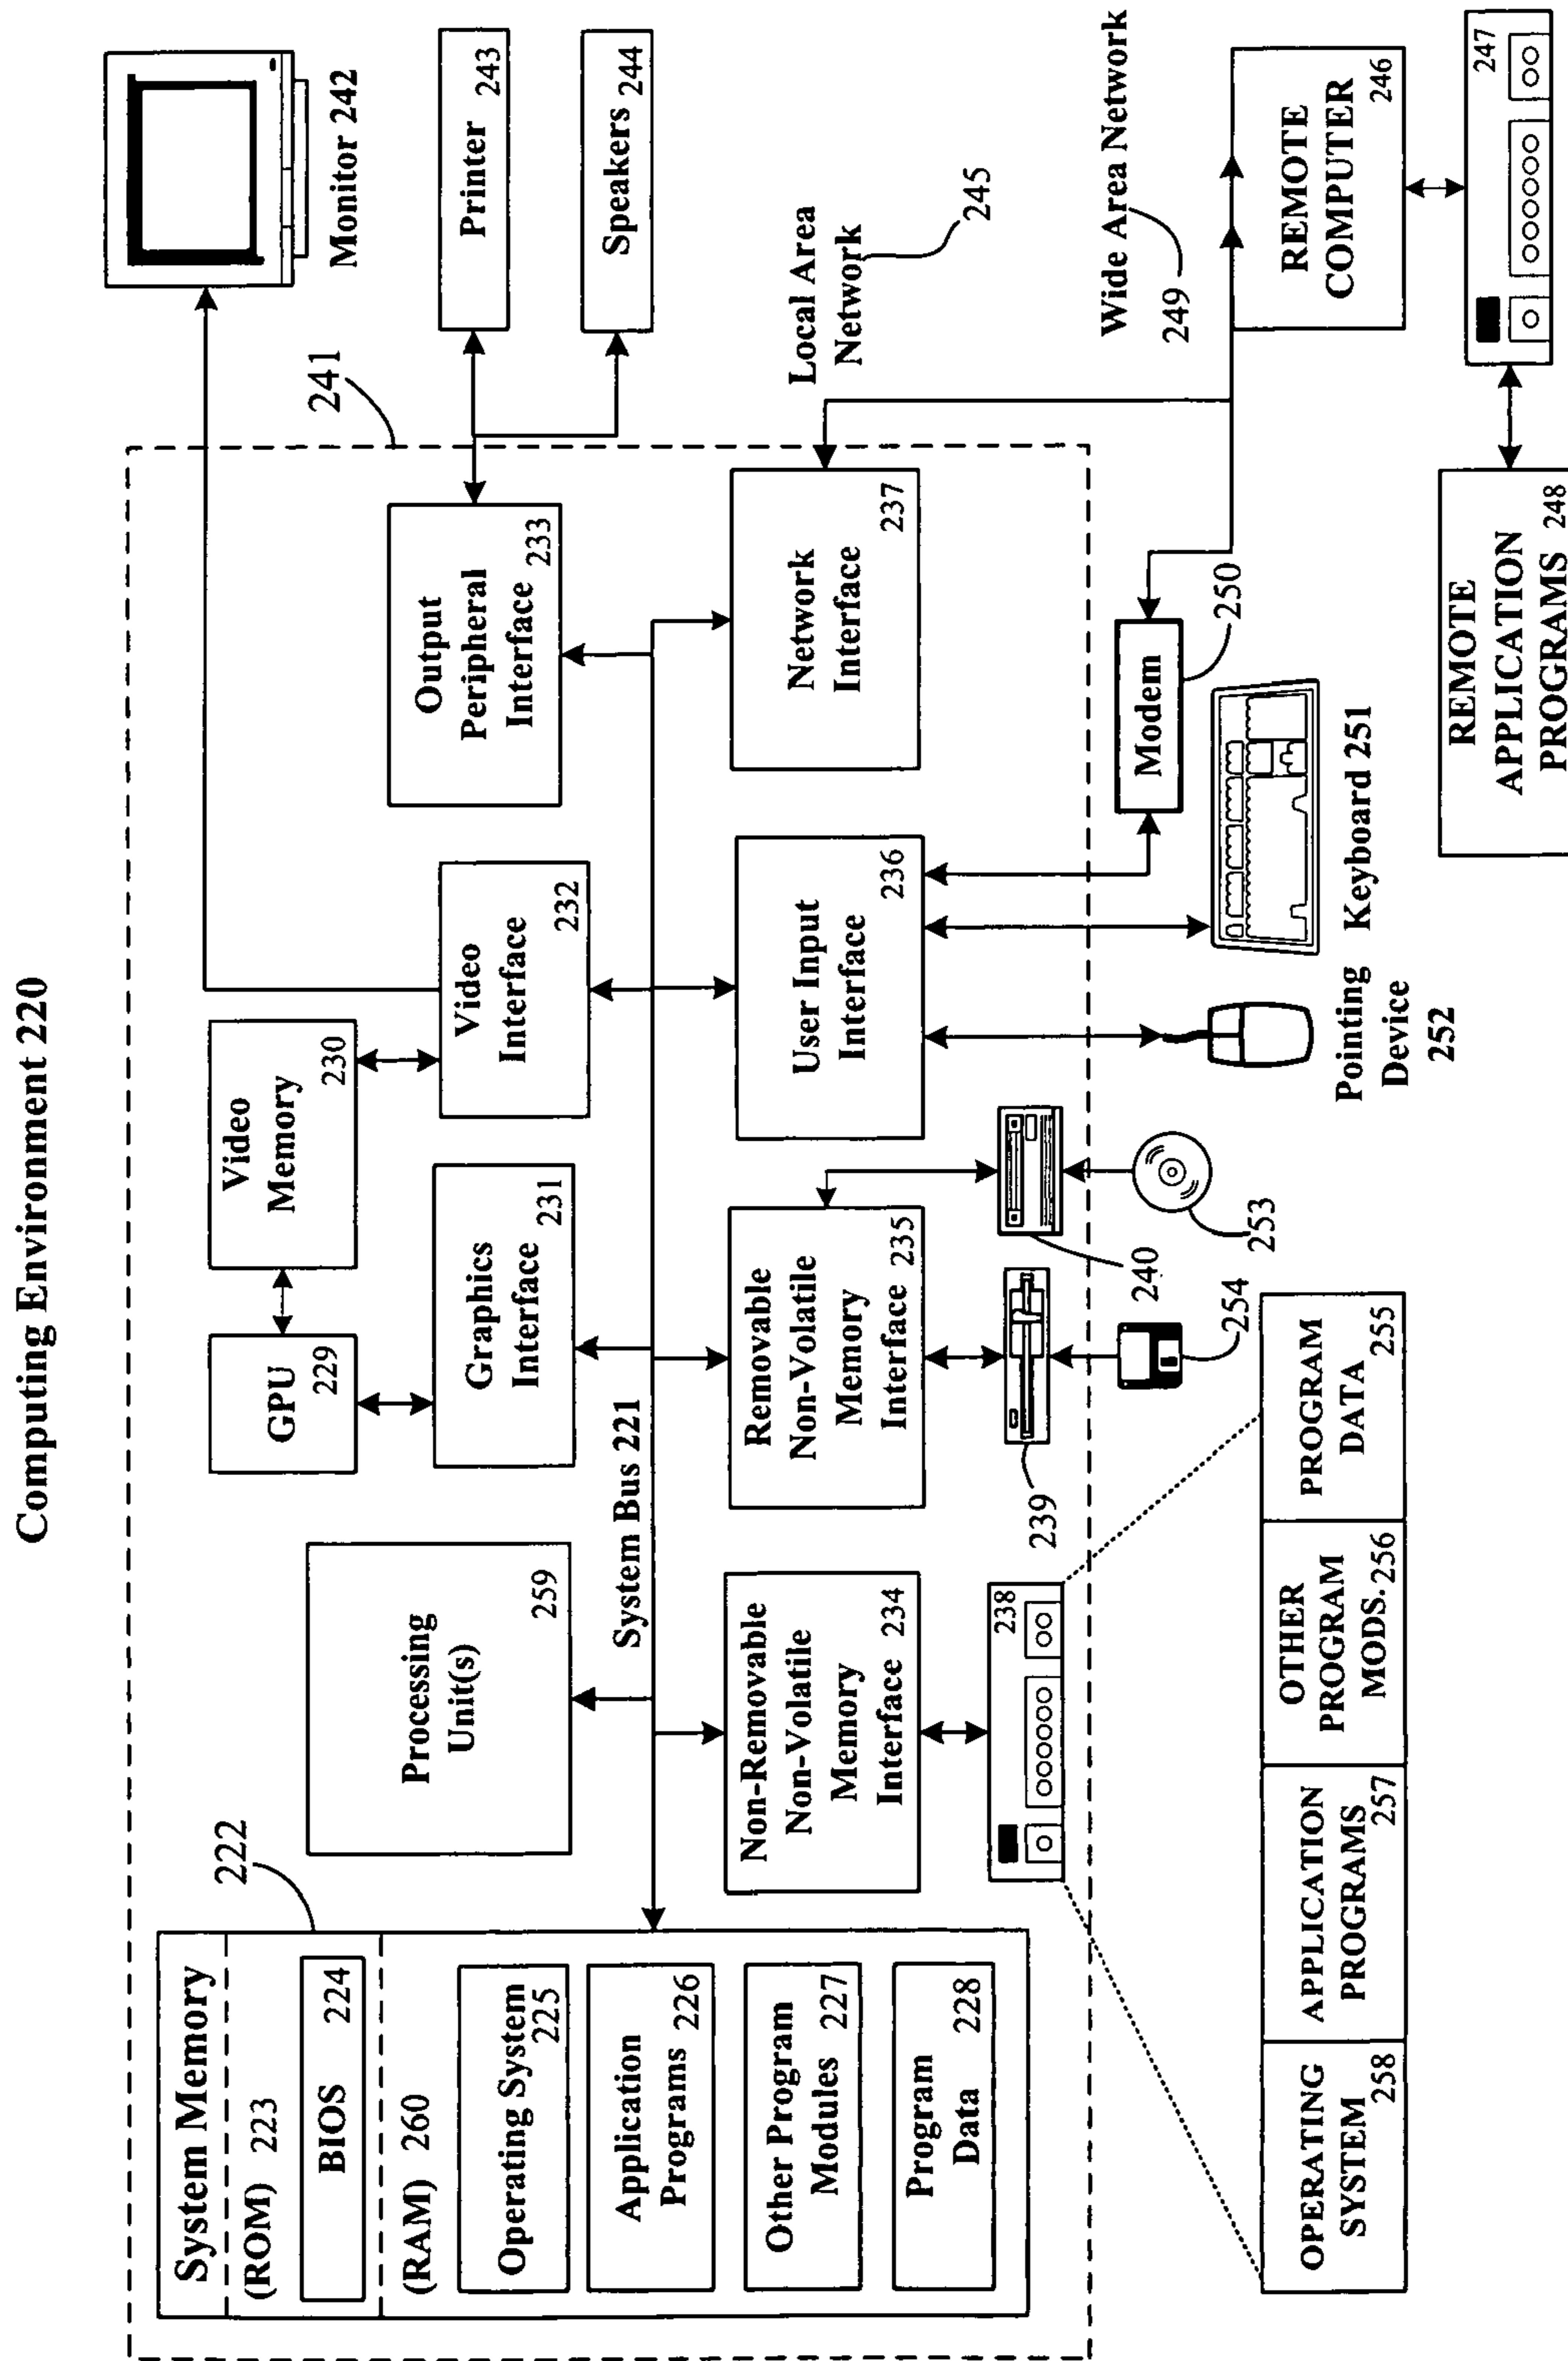 Computing Environment 220
222
System Memory
(ROM) 223
BIOS 224
(RAM) 260
Operating System
225
Application
Programs 226
Other Program
Modules 227
Program
Data 228
Processing
Unit(s)
259
System Bus 221
GPU
229
Video
Memory
230
Graphics
Interface
231
Video
Interface
232
Output
Peripheral
Interface 233
241
Monitor 242
Printer 243
Speakers 244
Non-Removable
Non-Volatile
Memory
Interface 234
Removable
Non-Volatile
Memory
Interface 235
User Input
Interface
236
Network
Interface
237
Local Area
Network
245
238
239
240
254
253
Modem
250
Wide Area Network
249
Pointing
Device
252
Keyboard 251
REMOTE
COMPUTER
246
247
REMOTE
APPLICATION
PROGRAMS 248
OPERATING
SYSTEM 258
APPLICATION
PROGRAMS
257
OTHER
PROGRAM
MODS. 256
PROGRAM
DATA
255